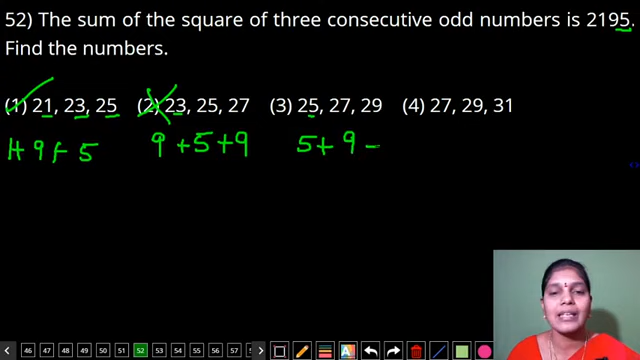 52) The sum of the square of three consecutive odd numbers is 2195.
Find the numbers.
(1) 21, 23, 25 (2) 23, 25, 27 (3) 25, 27, 29 (4) 27, 29, 31
1+ 9+ 5 9 +5+9 5+ 9 -
46 47 48 49 50 51 52 53 54 55 56 57